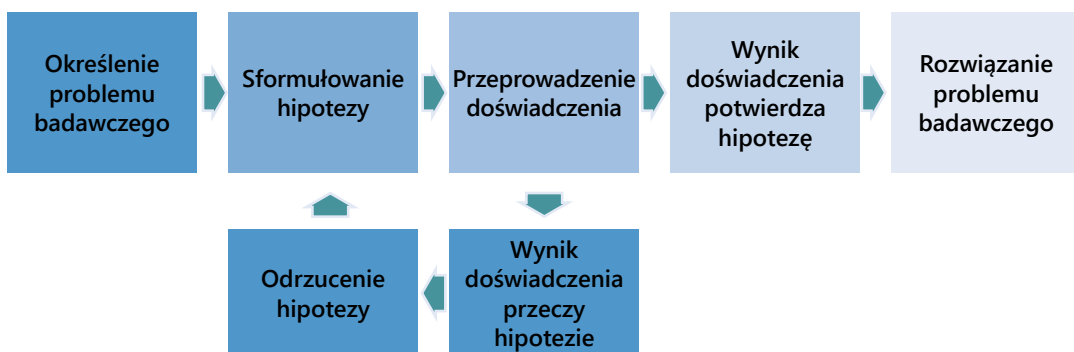 Określenie
problemu
badawczego
Sformułowanie
hipotezy
Przeprowadzenie
doświadczenia
Wynik
doświadczenia
potwierdza
hipotezę
Rozwiązanie
problemu
badawczego
Odrzucenie
hipotezy
Wynik
doświadczenia
przeczy
hipotezie